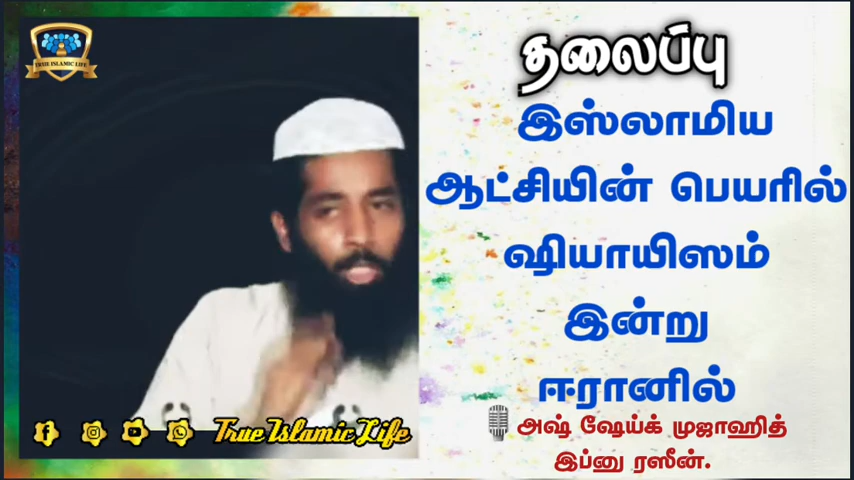 TRUE ISLAMIC LIFE
தலைப்பு
இஸ்லாமிய
ஆட்சியின் பெயரில்
ஷியாயிஸம்
இன்று
ஈரானில்
அஷ் ஷேய்க் முஜாஹித்
இப்னு ரஸீன்.
True Islamic Life